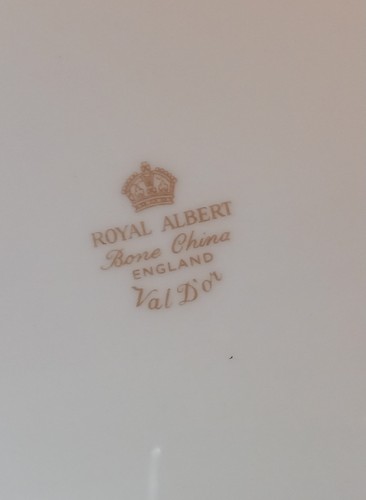 ROYAL ALBERT
Bone China
ENGLAND
Val D'or